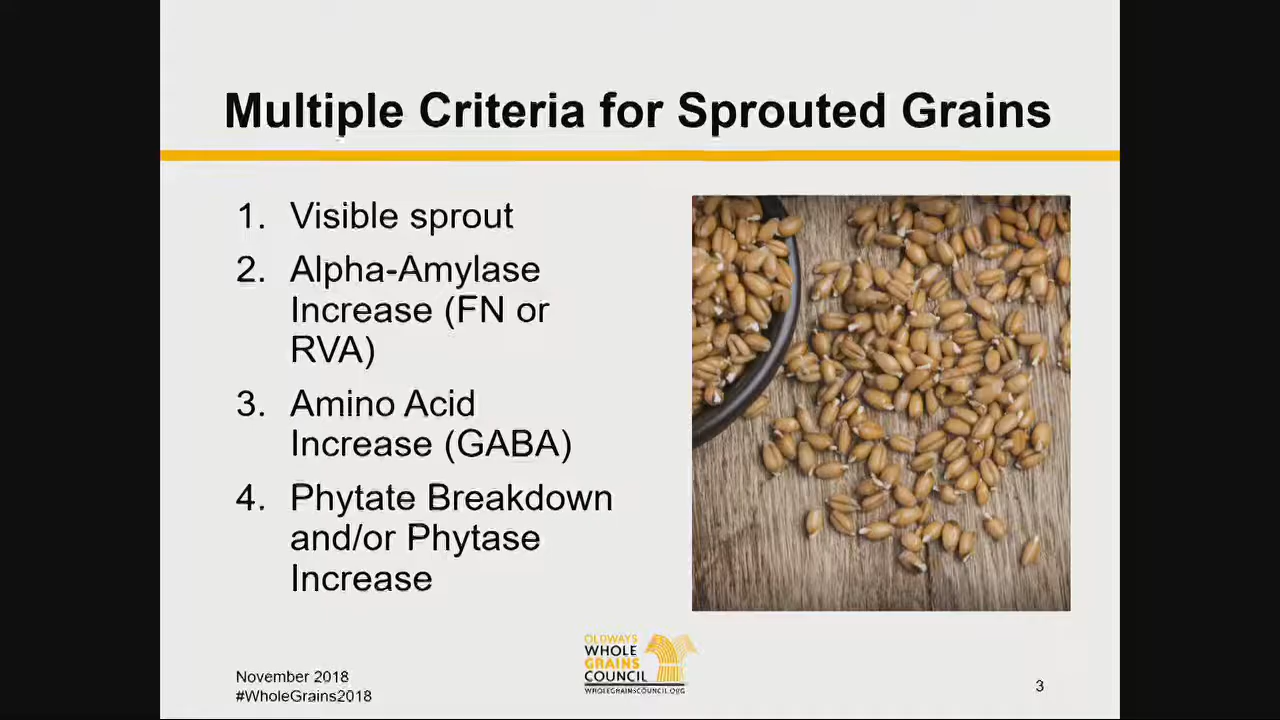 Multiple Criteria for Sprouted Grains
1. Visible sprout
2. Alpha-Amylase
Increase (FN or
RVA)
3. Amino Acid
Increase (GABA)
4. Phytate Breakdown
and/or Phytase
Increase
November 2018
#WholeGrains2018
OLDWAYS
WHOLE
GRAINS
COUNCIL
WHOLEGRAINSCOUNCIL.ORG
3